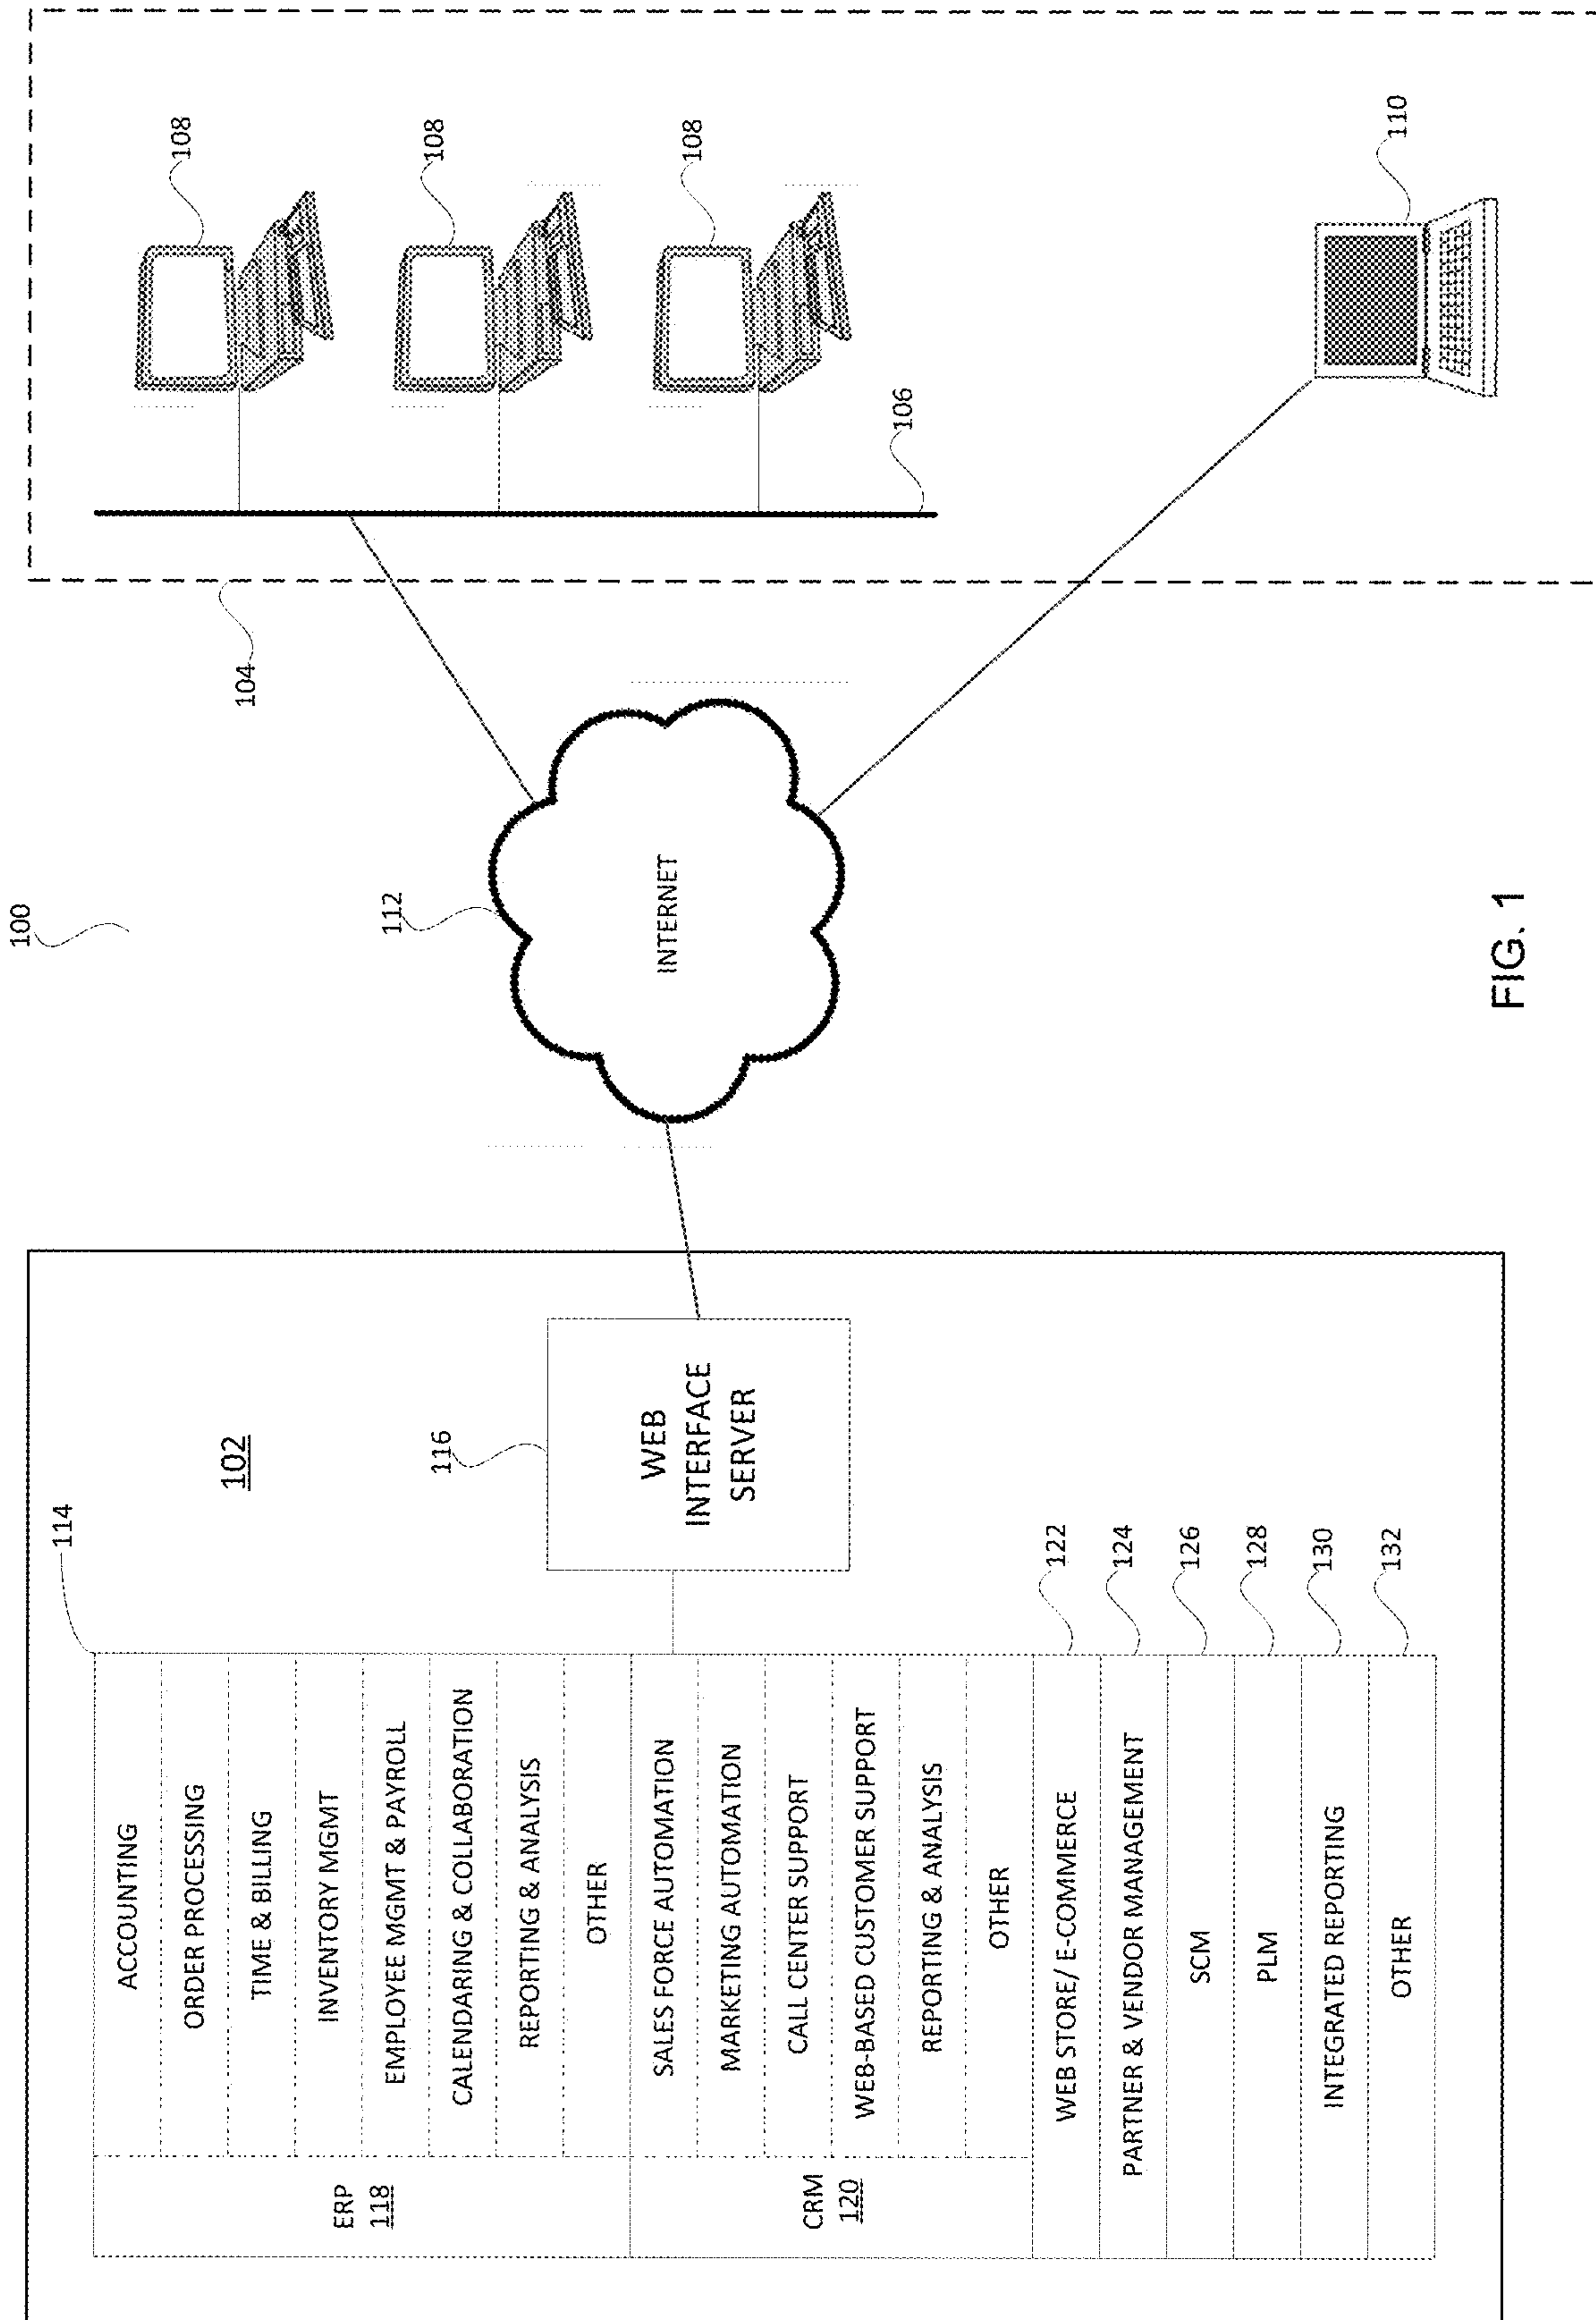 100
102
114
ERP
118
ACCOUNTING
ORDER PROCESSING
TIME & BILLING
INVENTORY MGMT
EMPLOYEE MGMT & PAYROLL
CALENDARING & COLLABORATION
REPORTING & ANALYSIS
OTHER
CRM
120
SALES FORCE AUTOMATION
MARKETING AUTOMATION
CALL CENTER SUPPORT
WEB-BASED CUSTOMER SUPPORT
REPORTING & ANALYSIS
OTHER
WEB STORE/ E-COMMERCE
122
PARTNER & VENDOR MANAGEMENT
124
SCM
126
PLM
128
INTEGRATED REPORTING
130
OTHER
132
116
WEB
INTERFACE
SERVER
112
INTERNET
104
108
108
108
106
110
FIG. 1